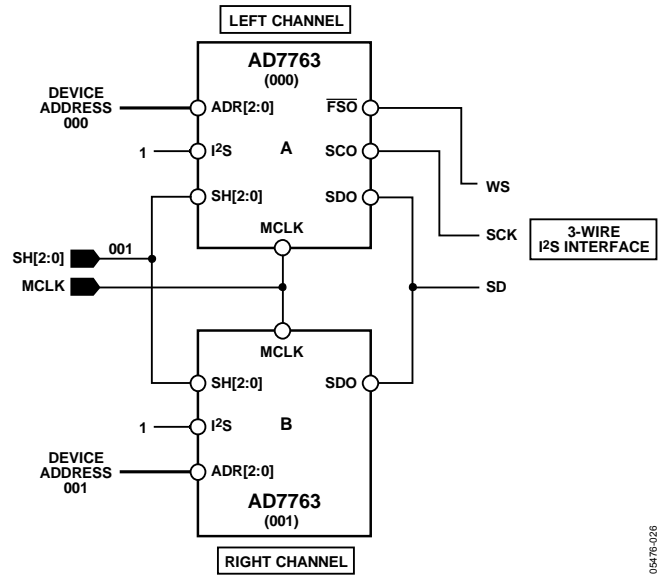 LEFT CHANNEL
AD7763
(000)
DEVICE
ADDRESS
000
ADR[2:0]
FSO
1
I²S
A
SCO
SH[2:0]
SDO
WS
MCLK
SCK
3-WIRE
I²S INTERFACE
SH[2:0]
001
MCLK
SD
MCLK
SH[2:0]
SDO
1
I²S
B
DEVICE
ADDRESS
001
ADR[2:0]
AD7763
(001)
RIGHT CHANNEL
05476-026